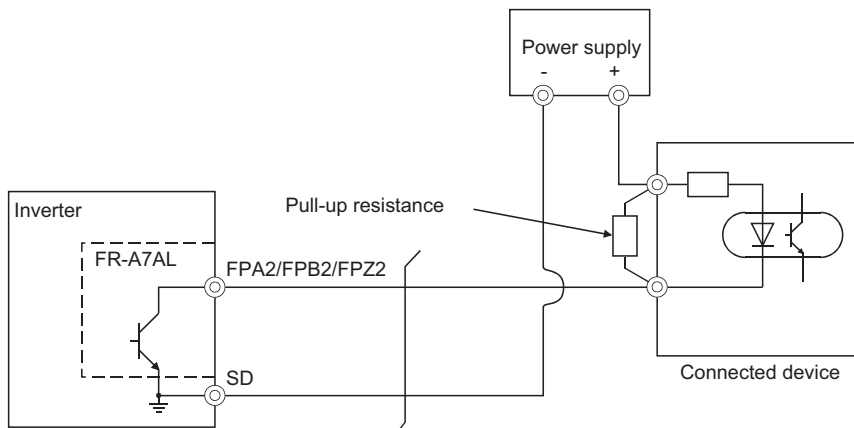 Power supply
- +
Inverter
Pull-up resistance
FR-A7AL
FPA2/FPB2/FPZ2
SD
Connected device